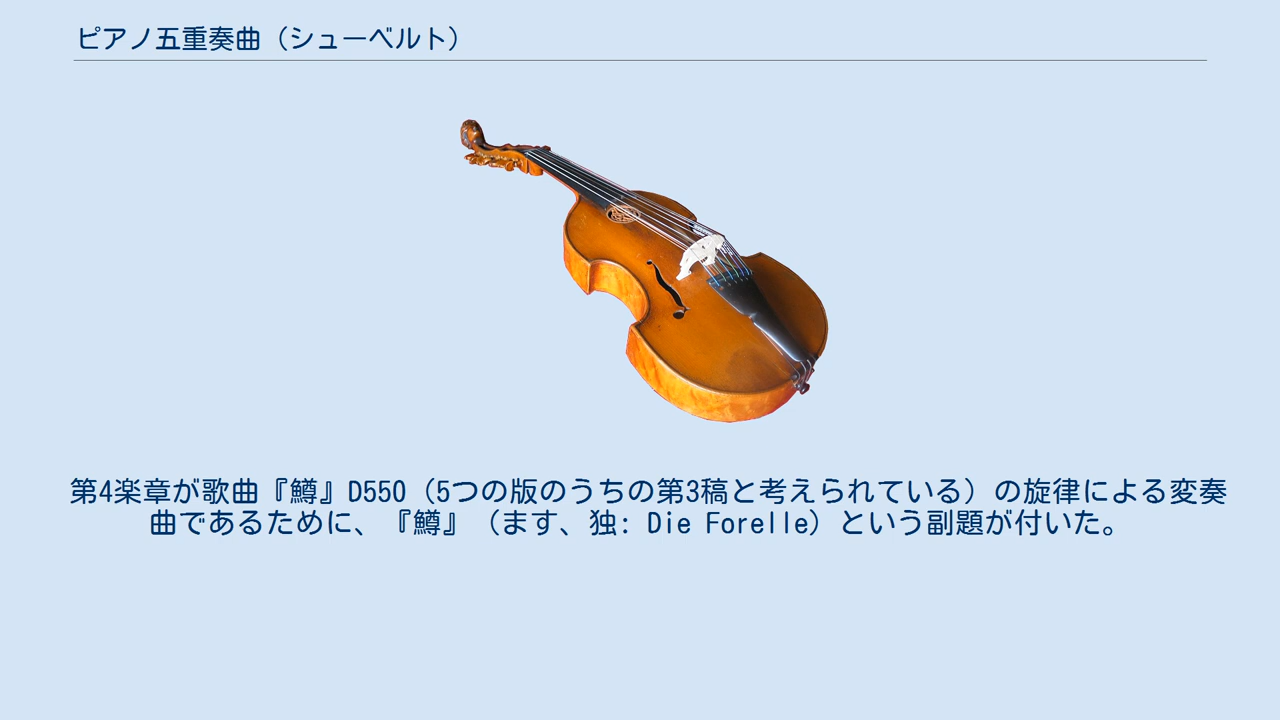 ピアノ五重奏曲（シューベルト）
第4楽章が歌曲『鱒』D550（5つの版のうちの第3稿と考えられている）の旋律による変奏
曲であるために、『鱒』（ます、独: Die Forelle）という副題が付いた。